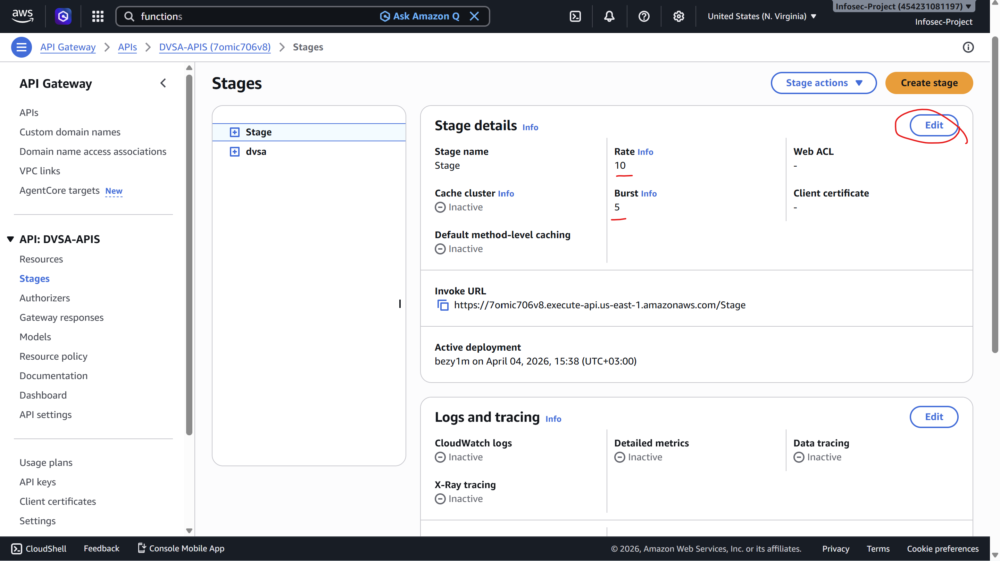 aws
functions
Ask Amazon Q
United States (N. Virginia)
Infosec-Project (454231081197)
Infosec-Project
API Gateway
APIs
DVSA-APIS (7omic706v8)
Stages
API Gateway
APIs
Custom domain names
Domain name access associations
VPC links
AgentCore targets New
API: DVSA-APIS
Resources
Stages
Authorizers
Gateway responses
Models
Resource policy
Documentation
Dashboard
API settings
Usage plans
API keys
Client certificates
Settings
Stages
Stage actions
Create stage
Stage
dvsa
Stage details Info
Edit
Stage name
Stage
Rate Info
10
Web ACL
-
Cache cluster Info
Inactive
Burst Info
5
Client certificate
-
Default method-level caching
Inactive
Invoke URL
https://7omic706v8.execute-api.us-east-1.amazonaws.com/Stage
Active deployment
bezy1m on April 04, 2026, 15:38 (UTC+03:00)
Logs and tracing Info
Edit
CloudWatch logs
Inactive
Detailed metrics
Inactive
Data tracing
Inactive
X-Ray tracing
Inactive
CloudShell
Feedback
Console Mobile App
© 2026, Amazon Web Services, Inc. or its affiliates.
Privacy
Terms
Cookie preferences